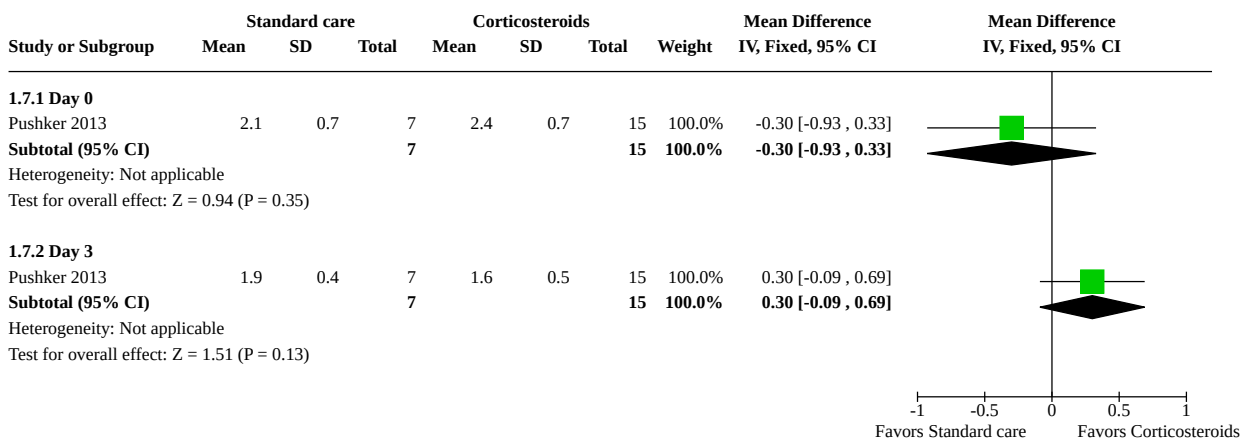 Standard care Corticosteroids Mean Difference Mean Difference
Study or Subgroup Mean SD Total Mean SD Total Weight IV, Fixed, 95% CI IV, Fixed, 95% CI
1.7.1 Day 0
Pushker 2013 2.1 0.7 7 2.4 0.7 15 100.0% -0.30 [-0.93 , 0.33]
Subtotal (95% CI) 7 15 100.0% -0.30 [-0.93 , 0.33]
Heterogeneity: Not applicable
Test for overall effect: Z = 0.94 (P = 0.35)
1.7.2 Day 3
Pushker 2013 1.9 0.4 7 1.6 0.5 15 100.0% 0.30 [-0.09 , 0.69]
Subtotal (95% CI) 7 15 100.0% 0.30 [-0.09 , 0.69]
Heterogeneity: Not applicable
Test for overall effect: Z = 1.51 (P = 0.13)
-1 -0.5 0 0.5 1
Favors Standard care Favors Corticosteroids